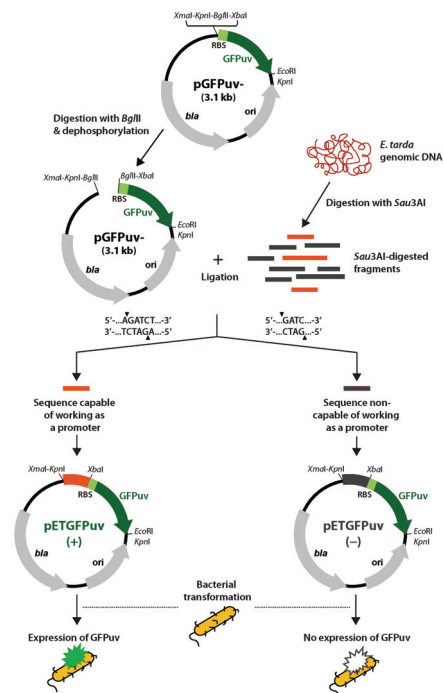 XmaI-KpnI-BglII-XbaI
RBS
GFPuv
EcoRI
KpnI
pGFPuv-
(3.1 kb)
bla
ori
Digestion with BglII
& dephosphorylation
E. tarda
genomic DNA
XmaI-KpnI-BglII
BglII-XbaI
RBS
GFPuv
EcoRI
KpnI
pGFPuv-
(3.1 kb)
bla
ori
Digestion with Sau3AI
+
Ligation
Sau3AI-digested
fragments
5'-...AGATCT...-3'
3'-...TCTAGA...-5'
5'-...GATC...-3'
3'-...CTAG...-5'
Sequence capable
of working as
a promoter
Sequence non-
capable of working
as a promoter
XmaI-KpnI
XbaI
RBS
GFPuv
EcoRI
KpnI
pETGFPuv
(+)
bla
ori
XmaI-KpnI
XbaI
RBS
GFPuv
EcoRI
KpnI
pETGFPuv
(−)
bla
ori
Bacterial
transformation
Expression of GFPuv
No expression of GFPuv